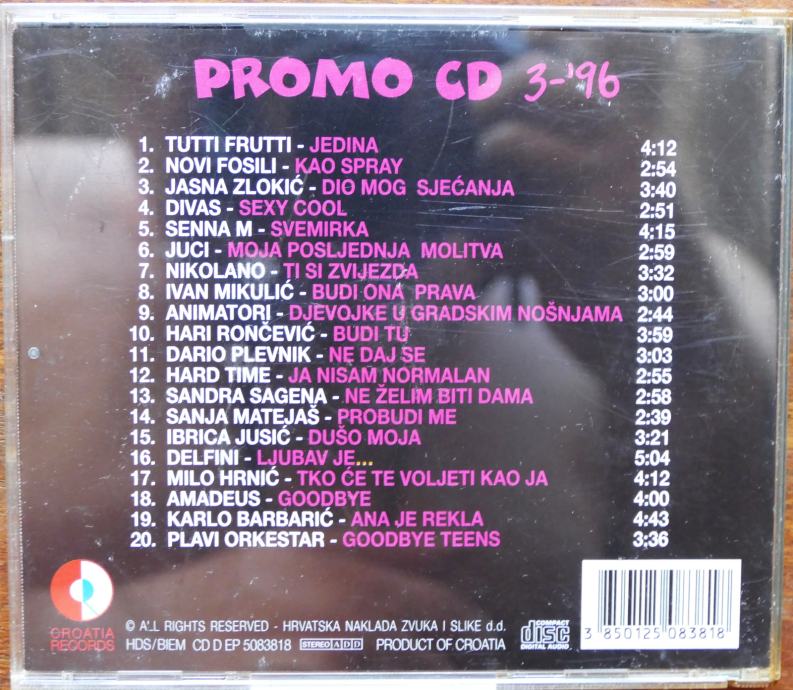 PROMO CD 3-'96
1. TUTTI FRUTTI - JEDINA 4:12
2. NOVI FOSILI - KAO SPRAY 2:54
3. JASNA ZLOKIĆ - DIO MOG SJEĆANJA 3:40
4. DIVAS - SEXY COOL 2:51
5. SENNA M - SVEMIRKA 4:15
6. JUCI - MOJA POSLJEDNJA MOLITVA 2:59
7. NIKOLANO - TI SI ZVIJEZDA 3:32
8. IVAN MIKULIĆ - BUDI ONA PRAVA 3:00
9. ANIMATORI - DJEVOJKE U GRADSKIM NOŠNJAMA 2:44
10. HARI RONČEVIĆ - BUDI TU 3:59
11. DARIO PLEVNIK - NE DAJ SE 3:03
12. HARD TIME - JA NISAM NORMALAN 2:55
13. SANDRA SAGENA - NE ŽELIM BITI DAMA 2:58
14. SANJA MATEJAŠ - PROBUDI ME 2:39
15. IBRICA JUSIĆ - DUŠO MOJA 3:21
16. DELFINI - LJUBAV JE... 5:04
17. MILO HRNIĆ - TKO ĆE TE VOLJETI KAO JA 4:12
18. AMADEUS - GOODBYE 4:00
19. KARLO BARBARIĆ - ANA JE REKLA 4:43
20. PLAVI ORKESTAR - GOODBYE TEENS 3:36
CROATIA
RECORDS
© ALL RIGHTS RESERVED - HRVATSKA NAKLADA ZVUKA I SLIKE d.d.
HDS/BIEM CD D EP 5083818 STEREO ADD PRODUCT OF CROATIA
COMPACT
disc
DIGITAL AUDIO
3 850125 083818